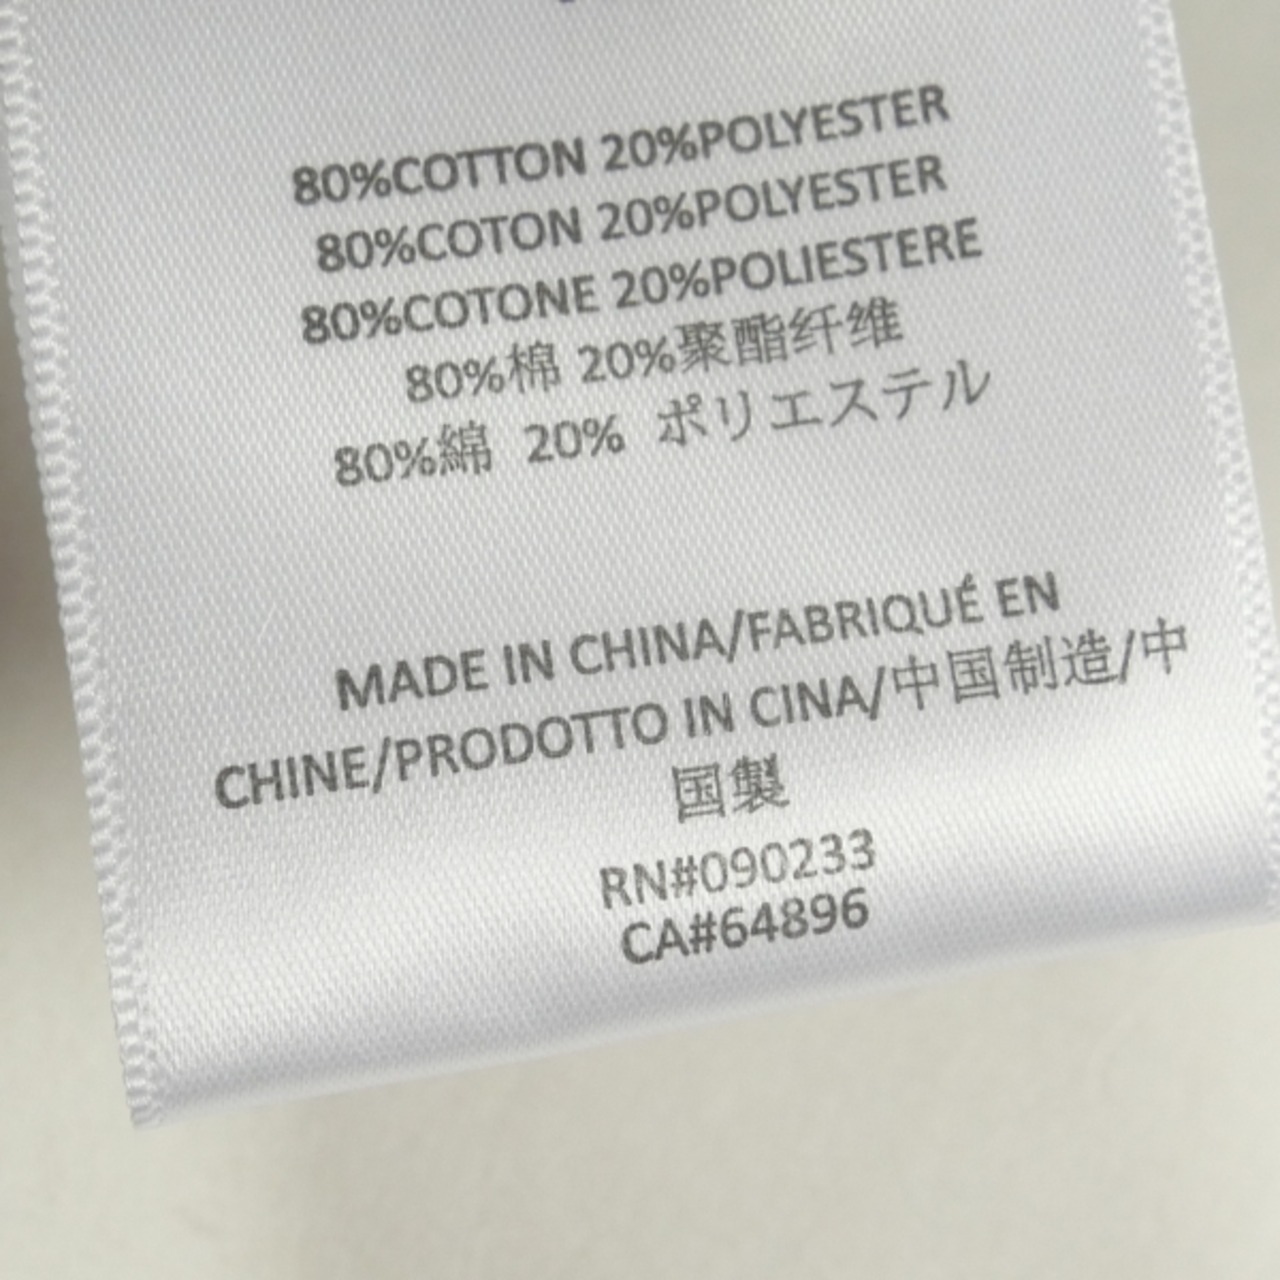 80%COTTON 20%POLYESTER
80%COTON 20%POLYESTER
80%COTONE 20%POLIESTERE
80%棉 20%聚酯纤维
80%綿 20% ポリエステル
MADE IN CHINA/FABRIQUÉ EN
CHINE/PRODOTTO IN CINA/中国制造/中
国製
RN#090233
CA#64896